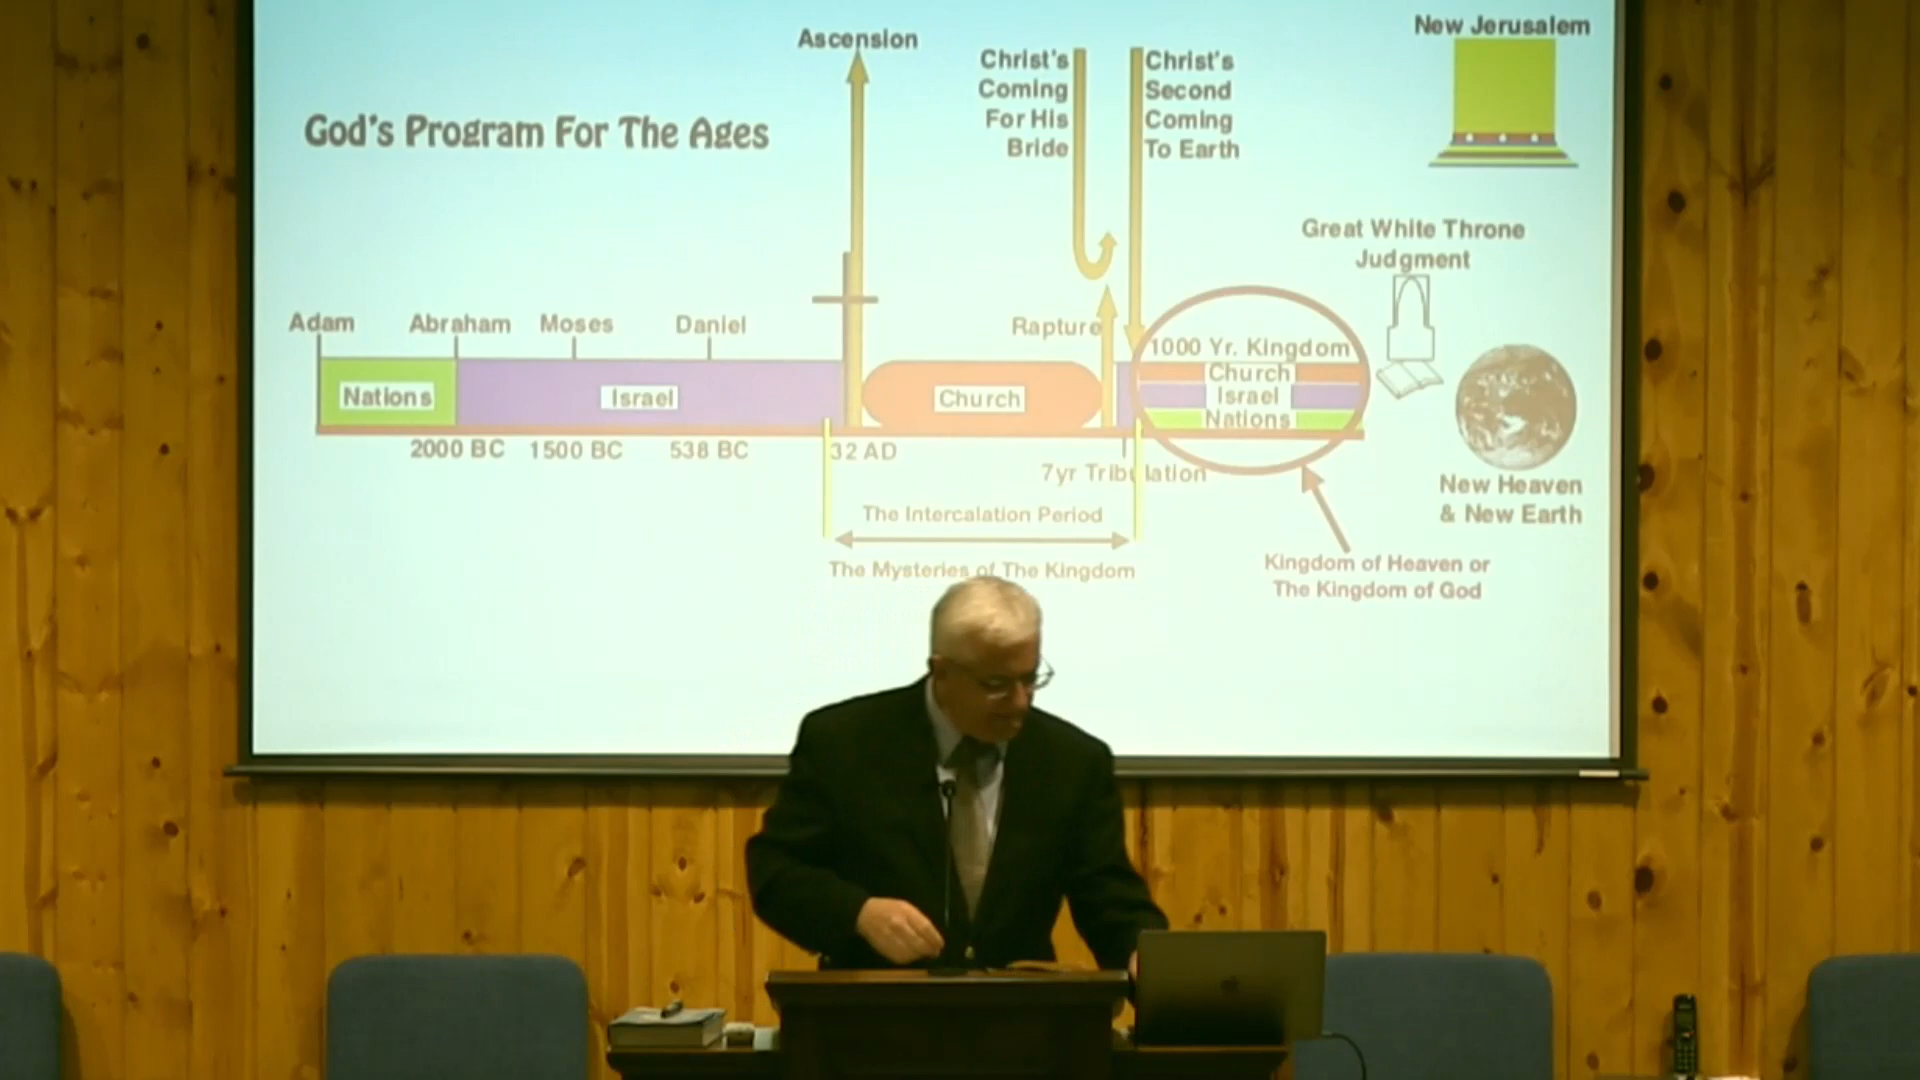 New Jerusalem
Ascension
Christ's
Coming
For His
Bride
Christ's
Second
Coming
To Earth
God's Program For The Ages
Great White Throne
Judgment
Adam
Abraham
Moses
Daniel
Rapture
1000 Yr. Kingdom
Church
Israel
Nations
Nations
Israel
Church
2000 BC
1500 BC
538 BC
32 AD
7yr Tribulation
New Heaven
& New Earth
The Intercalation Period
The Mysteries of The Kingdom
Kingdom of Heaven or
The Kingdom of God